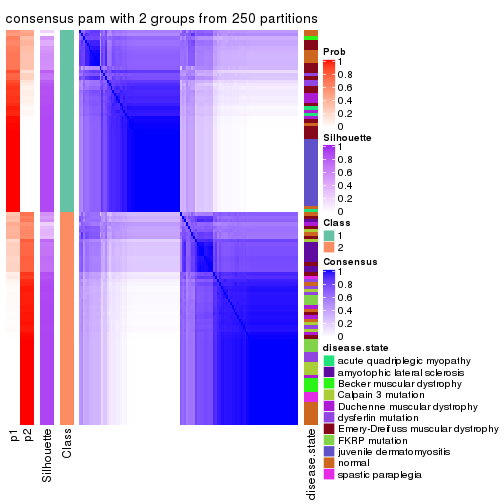 consensus pam with 2 groups from 250 partitions
Prob
1
0.8
0.6
0.4
0.2
0
Silhouette
1
0.8
0.6
0.4
0.2
0
Class
1
2
Consensus
1
0.8
0.6
0.4
0.2
0
disease.state
acute quadriplegic myopathy
amyotophic lateral sclerosis
Becker muscular dystrophy
Calpain 3 mutation
Duchenne muscular dystrophy
dysferlin mutation
Emery-Dreifuss muscular dystrophy
FKRP mutation
juvenile dermatomyositis
normal
spastic paraplegia
p1
p2
Silhouette
Class
disease.state